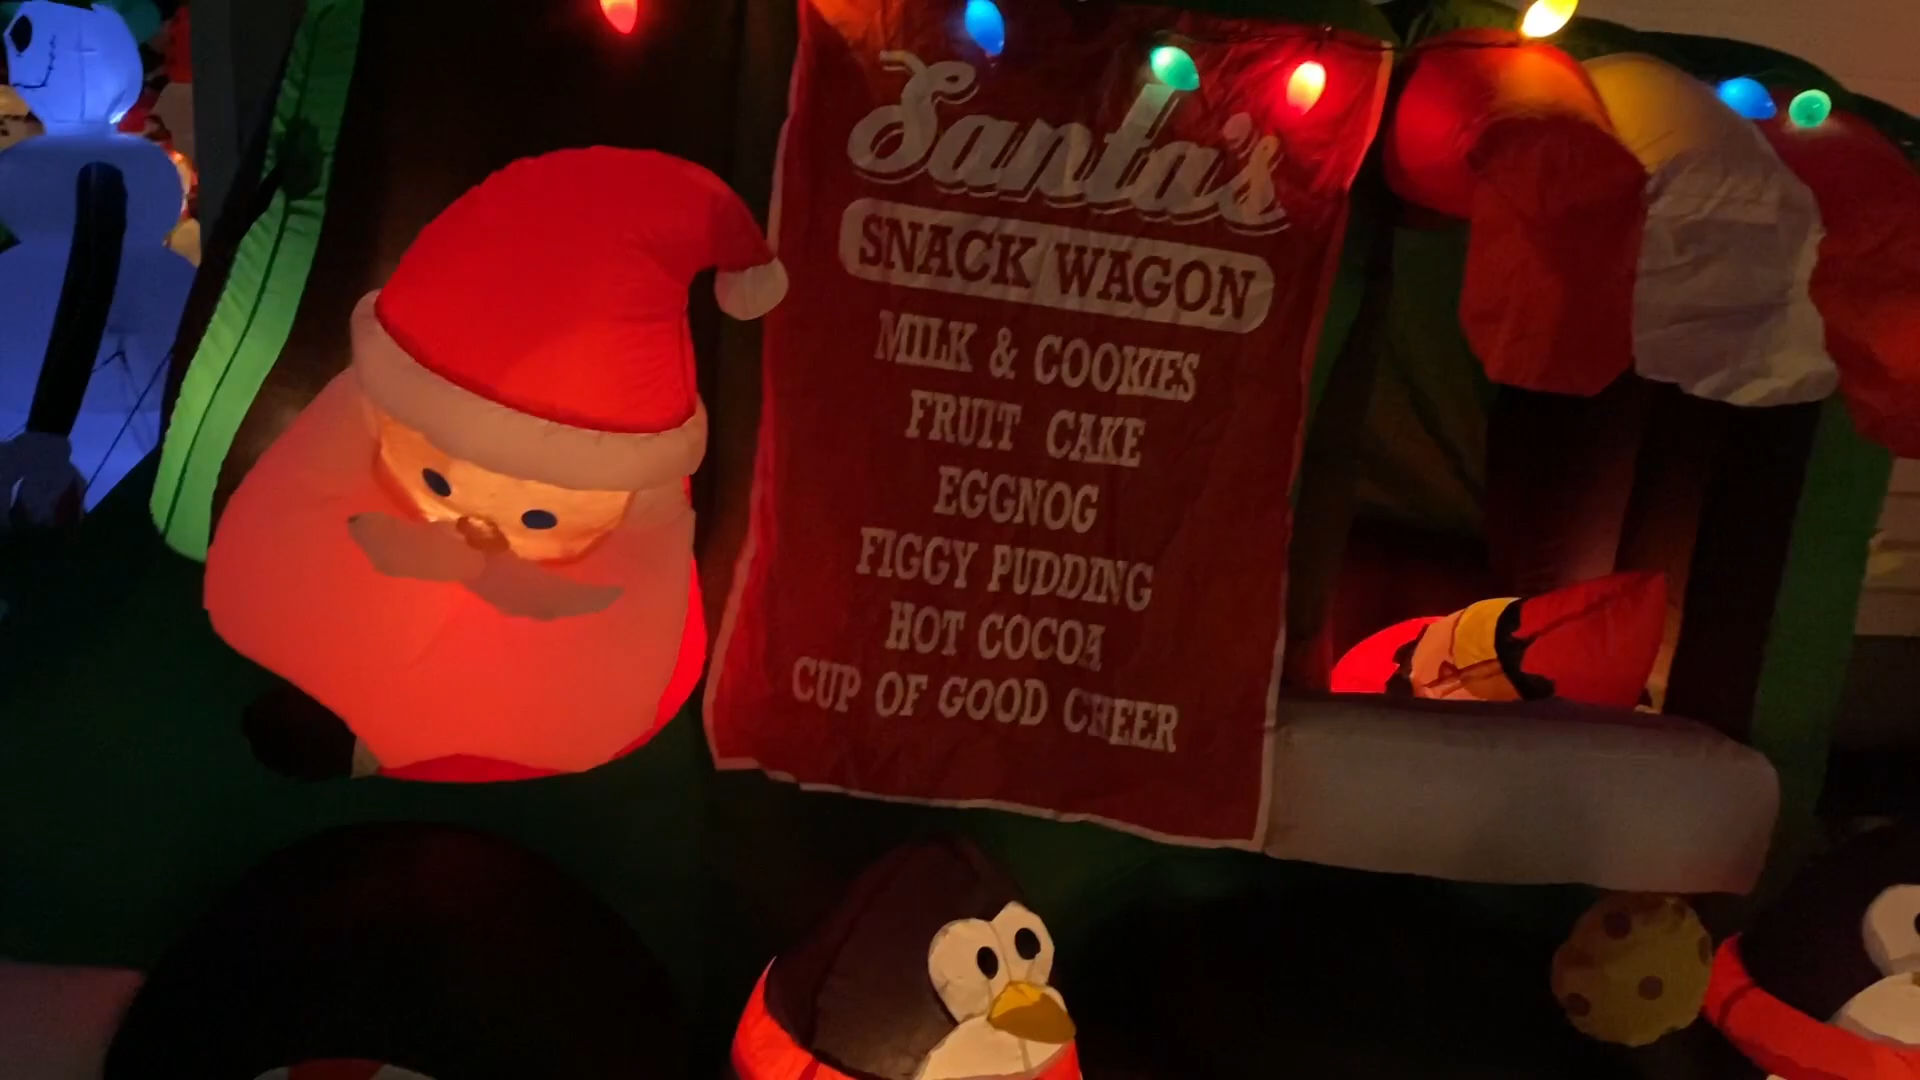 Santa's
SNACK WAGON
MILK & COOKIES
FRUIT CAKE
EGGNOG
FIGGY PUDDING
HOT COCOA
CUP OF GOOD CHEER